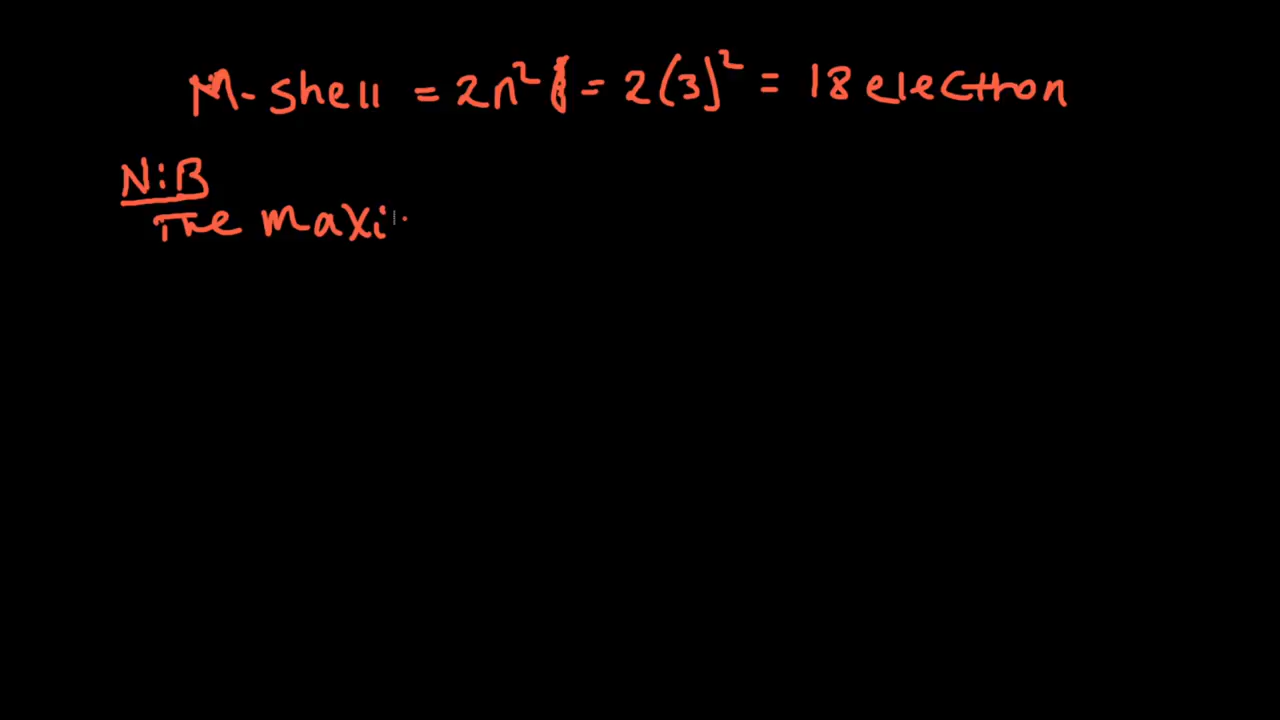 M-shell = 2n² = 2(3)² = 18 electron
N:B
The maxi